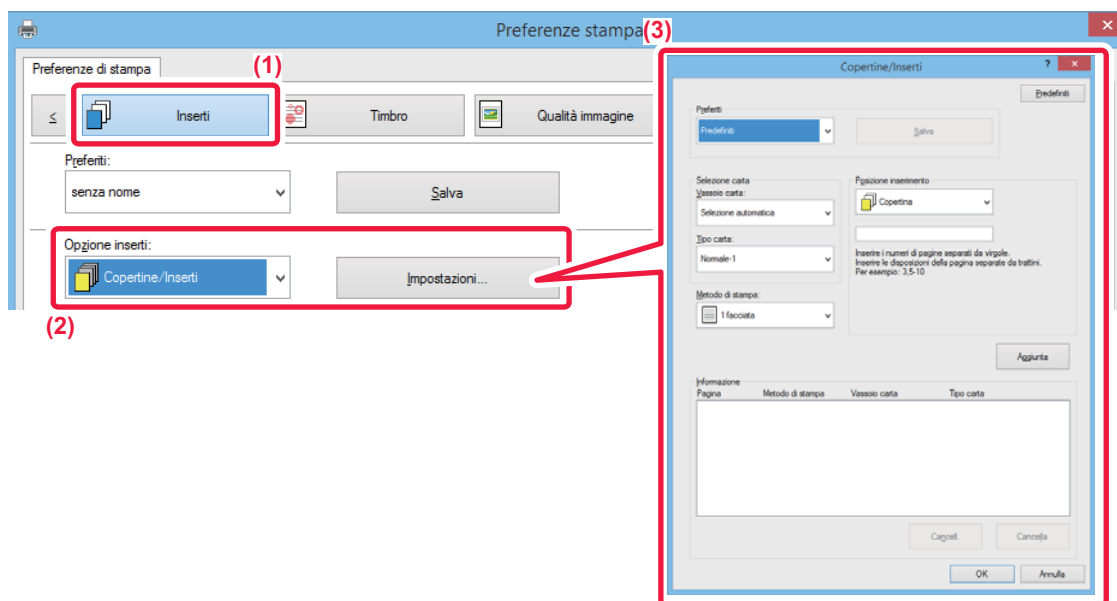 Preferenze stampa
(3)
Preferenze di stampa
(1)
<
Inserti
Timbro
Qualità immagine
Preferiti:
senza nome
Salva
Opzione inserti:
Copertine/Inserti
Impostazioni...
(2)
Copertine/Inserti
?
Predefiniti
Preferiti
Predefiniti
Salva
Selezione carta
Vassoio carta:
Selezione automatica
Tipo carta:
Normale-1
Metodo di stampa:
1 facciata
Posizione inserimento
Copertina
Inserire i numeri di pagine separati da virgole.
Inserire le disposizioni della pagina separate da trattini.
Per esempio: 3,5-10
Aggiunta
Informazione
Pagina Metodo di stampa Vassoio carta Tipo carta
Cancell. Cancella
OK Annulla